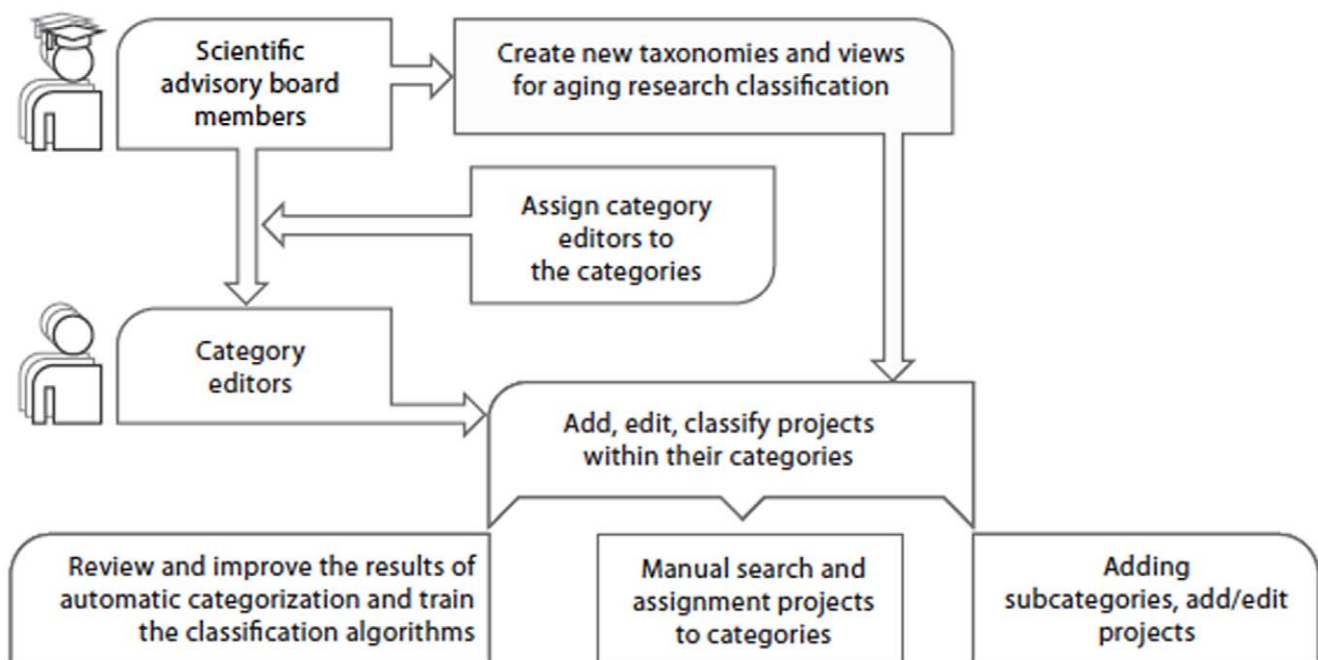 Scientific
advisory board
members
Create new taxonomies and views
for aging research classification
Assign category
editors to
the categories
Category
editors
Add, edit, classify projects
within their categories
Review and improve the results of
automatic categorization and train
the classification algorithms
Manual search and
assignment projects
to categories
Adding
subcategories, add/edit
projects